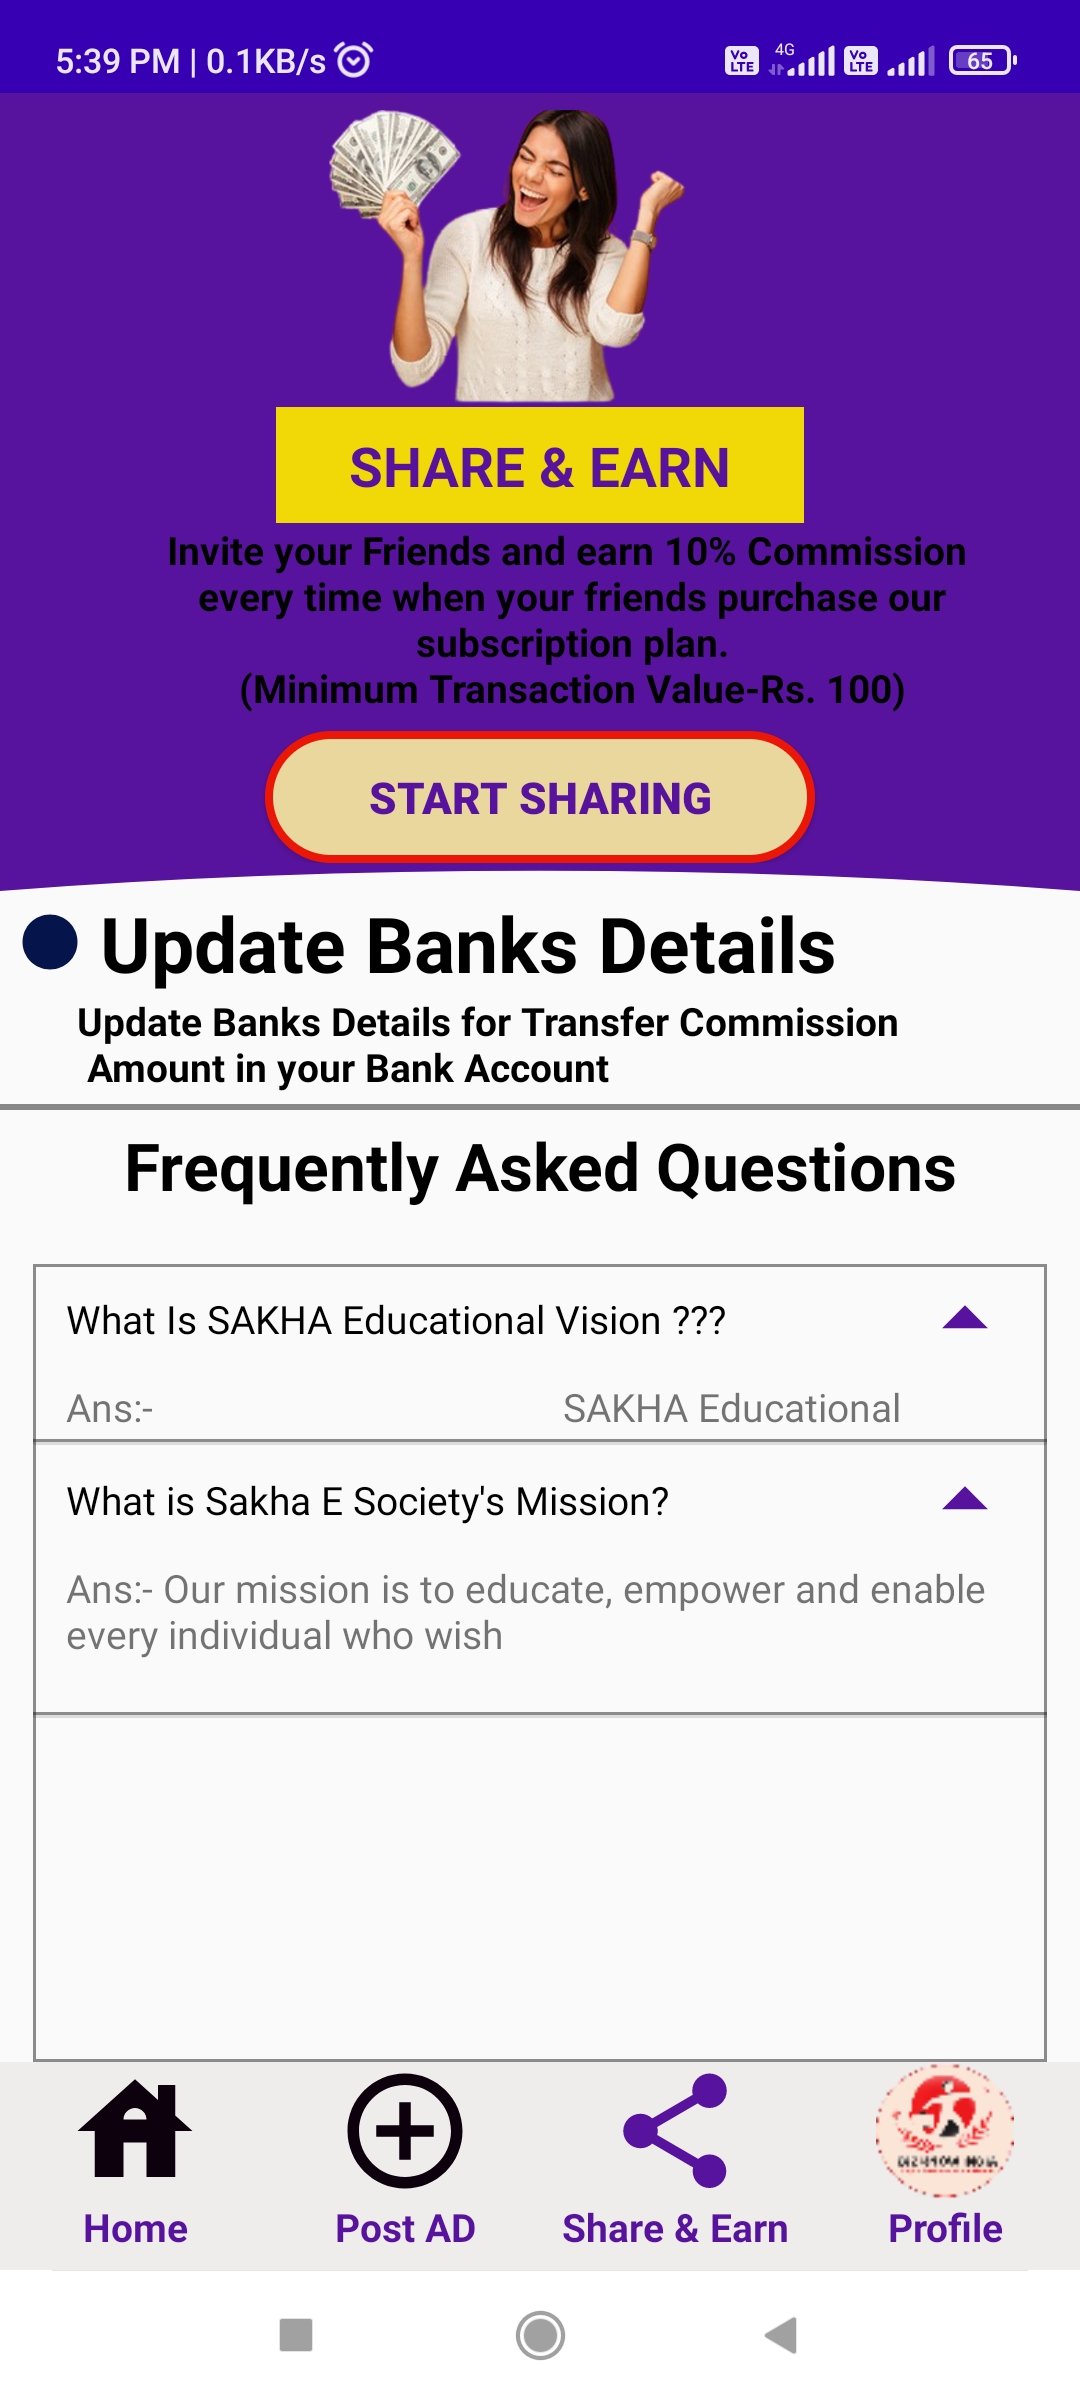 5:39 PM | 0.1KB/s
Vo LTE 4G Vo LTE 65
SHARE & EARN
Invite your Friends and earn 10% Commission
every time when your friends purchase our
subscription plan.
(Minimum Transaction Value-Rs. 100)
START SHARING
Update Banks Details
Update Banks Details for Transfer Commission
Amount in your Bank Account
Frequently Asked Questions
What Is SAKHA Educational Vision ???
Ans:- SAKHA Educational
What is Sakha E Society's Mission?
Ans:- Our mission is to educate, empower and enable
every individual who wish
Home Post AD Share & Earn Profile